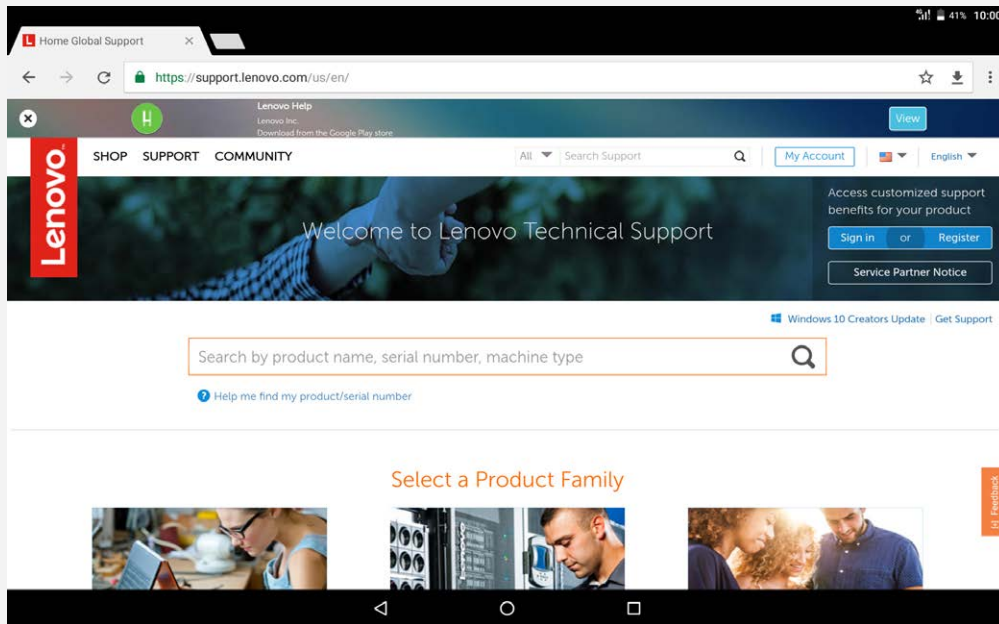 41% 10:00
Home Global Support
https://support.lenovo.com/us/en/
Lenovo Help
Lenovo Inc.
Download from the Google Play store
View
Lenovo
SHOP SUPPORT COMMUNITY
All Search Support
My Account
English
Welcome to Lenovo Technical Support
Access customized support
benefits for your product
Sign in or Register
Service Partner Notice
Windows 10 Creators Update Get Support
Search by product name, serial number, machine type
Help me find my product/serial number
Select a Product Family
[+] Feedback